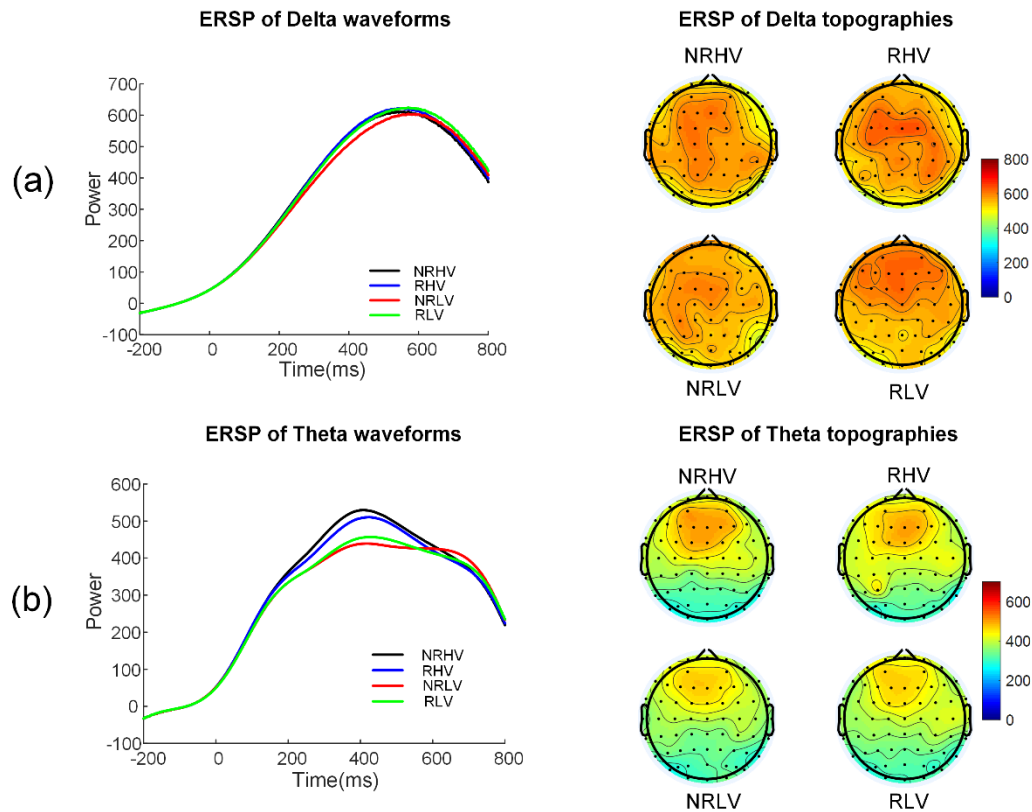 ERSP of Delta waveforms
ERSP of Delta topographies
(a)
Power
700
600
500
400
300
200
100
0
-100
-200 0 200 400 600 800
Time(ms)
NRHV
RHV
NRLV
RLV
NRHV RHV
NRLV RLV
800
600
400
200
0
ERSP of Theta waveforms
ERSP of Theta topographies
(b)
Power
600
500
400
300
200
100
0
-100
-200 0 200 400 600 800
Time(ms)
NRHV
RHV
NRLV
RLV
NRHV RHV
NRLV RLV
600
400
200
0